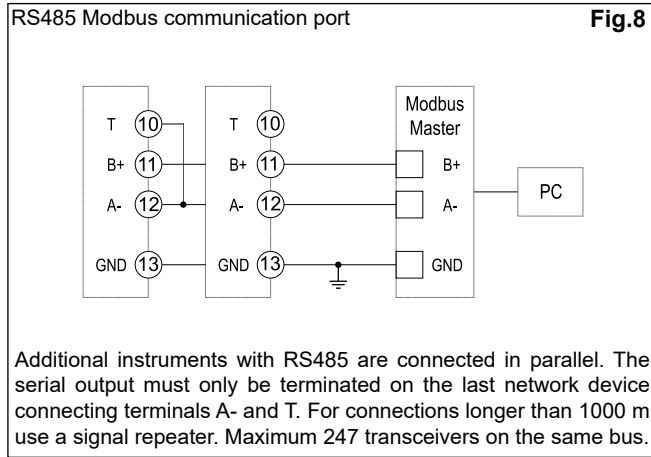 RS485 Modbus communication port Fig.8
Modbus
Master
T 10 T 10
B+ 11 B+ 11 B+
A- 12 A- 12 A- PC
GND 13 GND 13 GND
Additional instruments with RS485 are connected in parallel. The
serial output must only be terminated on the last network device
connecting terminals A- and T. For connections longer than 1000 m
use a signal repeater. Maximum 247 transceivers on the same bus.